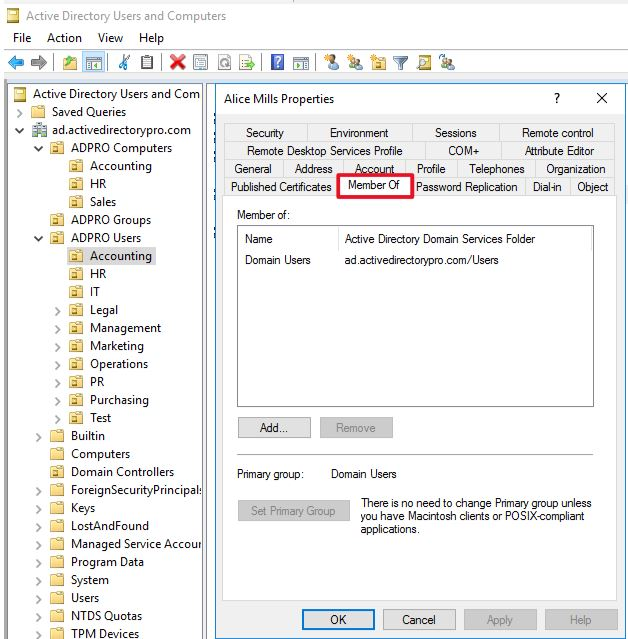 Active Directory Users and Computers
File Action View Help
Active Directory Users and Com
Saved Queries
ad.activedirectorypro.com
ADPRO Computers
Accounting
HR
Sales
ADPRO Groups
ADPRO Users
Accounting
HR
IT
Legal
Management
Marketing
Operations
PR
Purchasing
Test
Builtin
Computers
Domain Controllers
ForeignSecurityPrincipals
Keys
LostAndFound
Managed Service Accour
Program Data
System
Users
NTDS Quotas
TPM Devices
Alice Mills Properties
Security Environment Sessions Remote control
Remote Desktop Services Profile COM+ Attribute Editor
General Address Account Profile Telephones Organization
Published Certificates Member Of Password Replication Dial-in Object
Member of:
Name Active Directory Domain Services Folder
Domain Users ad.activedirectorypro.com/Users
Add... Remove
Primary group: Domain Users
Set Primary Group
There is no need to change Primary group unless
you have Macintosh clients or POSIX-compliant
applications.
OK Cancel Apply Help